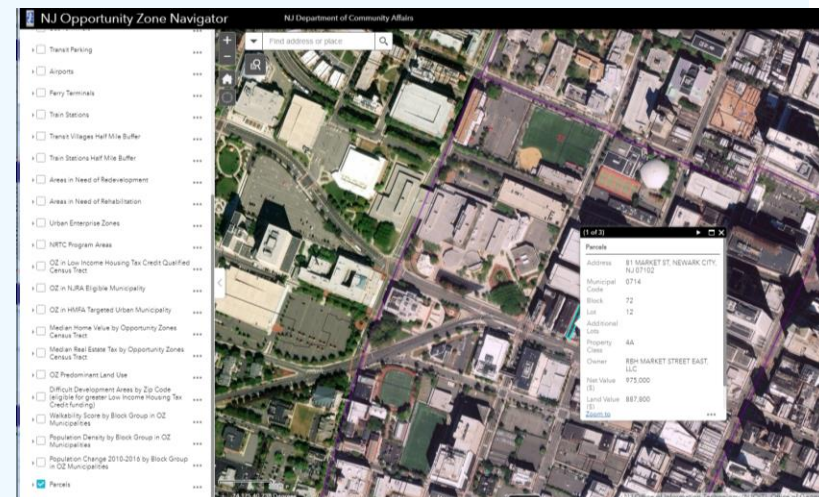 NJ Opportunity Zone Navigator
NJ Department of Community Affairs
Find address or place
Transit Parking
Airports
Ferry Terminals
Train Stations
Transit Villages Half Mile Buffer
Train Stations Half Mile Buffer
Areas in Need of Redevelopment
Areas in Need of Rehabilitation
Urban Enterprise Zones
NRTC Program Areas
OZ in Low Income Housing Tax Credit Qualified
Census Tract
OZ in NJRA Eligible Municipality
OZ in HMFA Targeted Urban Municipality
Median Home Value by Opportunity Zones
Census Tract
Median Real Estate Tax by Opportunity Zones
Census Tract
OZ Predominant Land Use
Difficult Development Areas by Zip Code
(eligible for greater Low Income Housing Tax
Credit funding)
Walkability Score by Block Group in OZ
Municipalities
Population Density by Block Group in OZ
Municipalities
Population Change 2010-2016 by Block Group
in OZ Municipalities
Parcels
(1 of 3)
Parcels
Address 81 MARKET ST, NEWARK CITY,
NJ 07102
Municipal 0714
Code
Block 72
Lot 12
Additional
Lots
Property 4A
Class
Owner RBH MARKET STREET EAST,
LLC
Net Value 975,000
($)
Land Value 887,800
($)
Zoom to